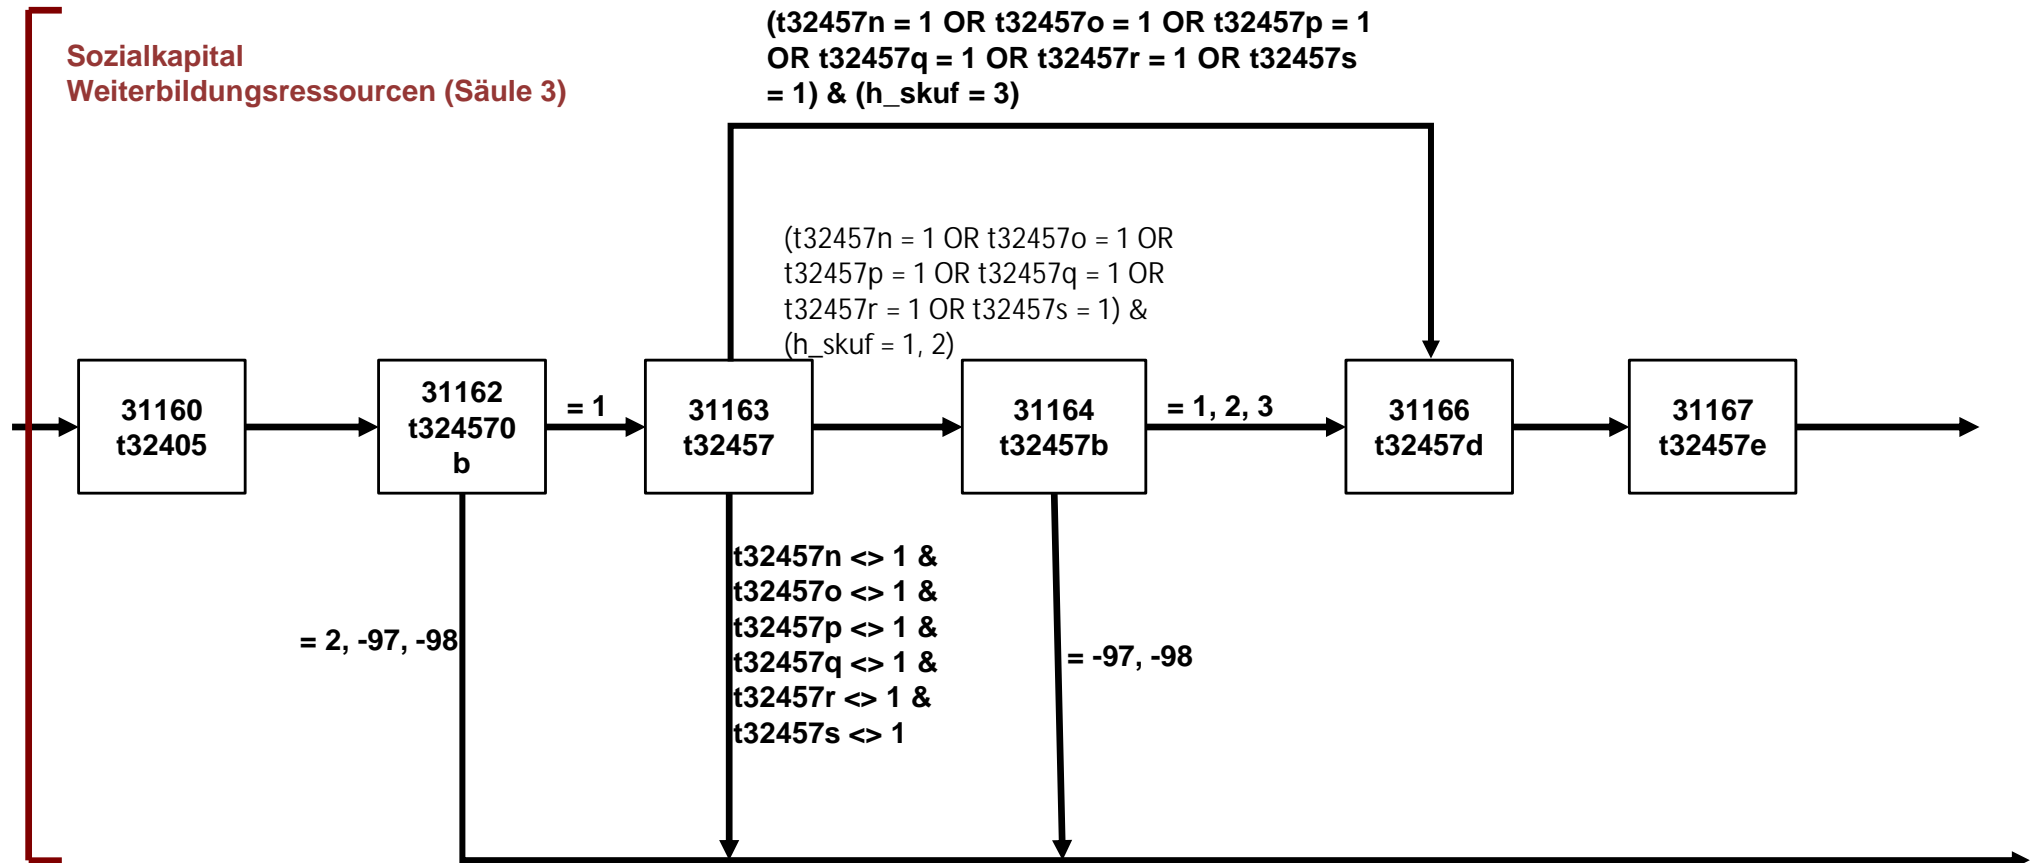 Sozialkapital
Weiterbildungsressourcen (Säule 3)
(t32457n = 1 OR t32457o = 1 OR t32457p = 1
OR t32457q = 1 OR t32457r = 1 OR t32457s
= 1) & (h_skuf = 3)
(t32457n = 1 OR t32457o = 1 OR
t32457p = 1 OR t32457q = 1 OR
t32457r = 1 OR t32457s = 1) &
(h_skuf = 1, 2)
31160
t32405
31162
t324570
b
= 1
31163
t32457
31164
t32457b
= 1, 2, 3
31166
t32457d
31167
t32457e
= 2, -97, -98
t32457n <> 1 &
t32457o <> 1 &
t32457p <> 1 &
t32457q <> 1 &
t32457r <> 1 &
t32457s <> 1
= -97, -98